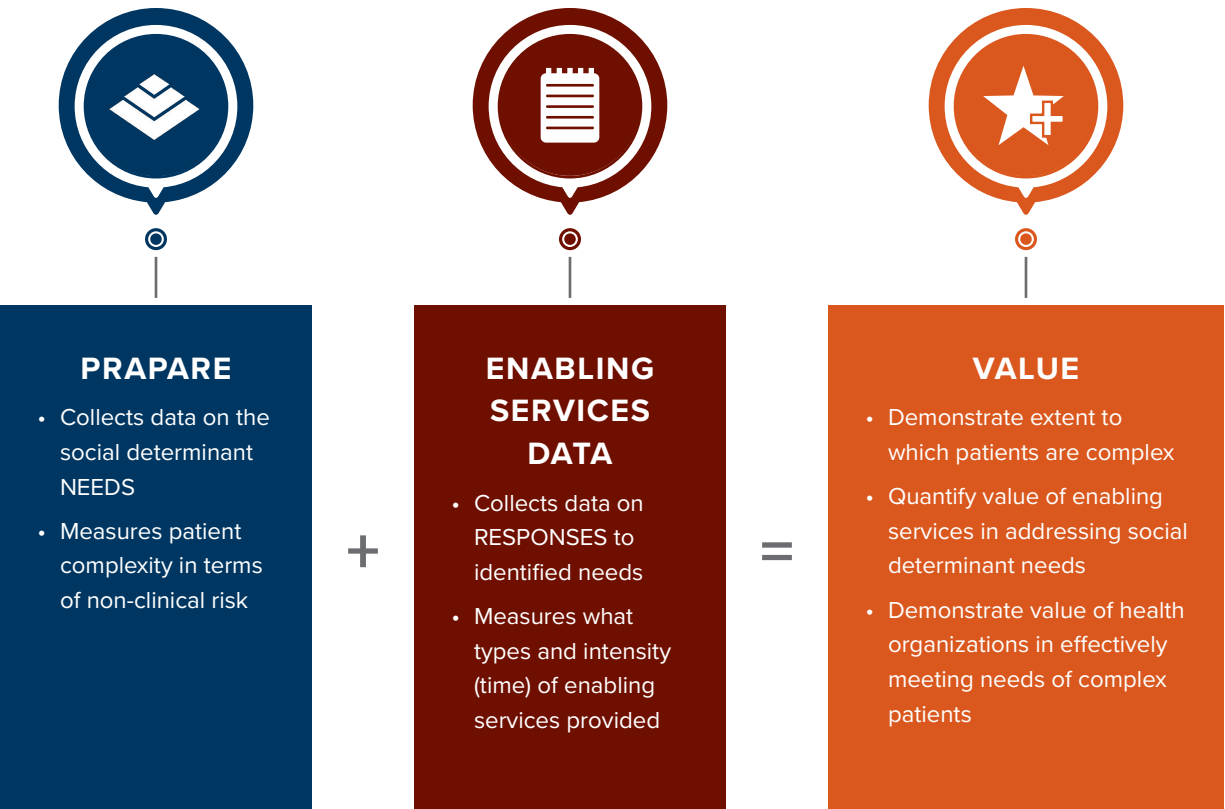 PRAPARE
• Collects data on the
social determinant
NEEDS
• Measures patient
complexity in terms
of non-clinical risk
+
ENABLING
SERVICES
DATA
• Collects data on
RESPONSES to
identified needs
• Measures what
types and intensity
(time) of enabling
services provided
=
VALUE
• Demonstrate extent to
which patients are complex
• Quantify value of enabling
services in addressing social
determinant needs
• Demonstrate value of health
organizations in effectively
meeting needs of complex
patients